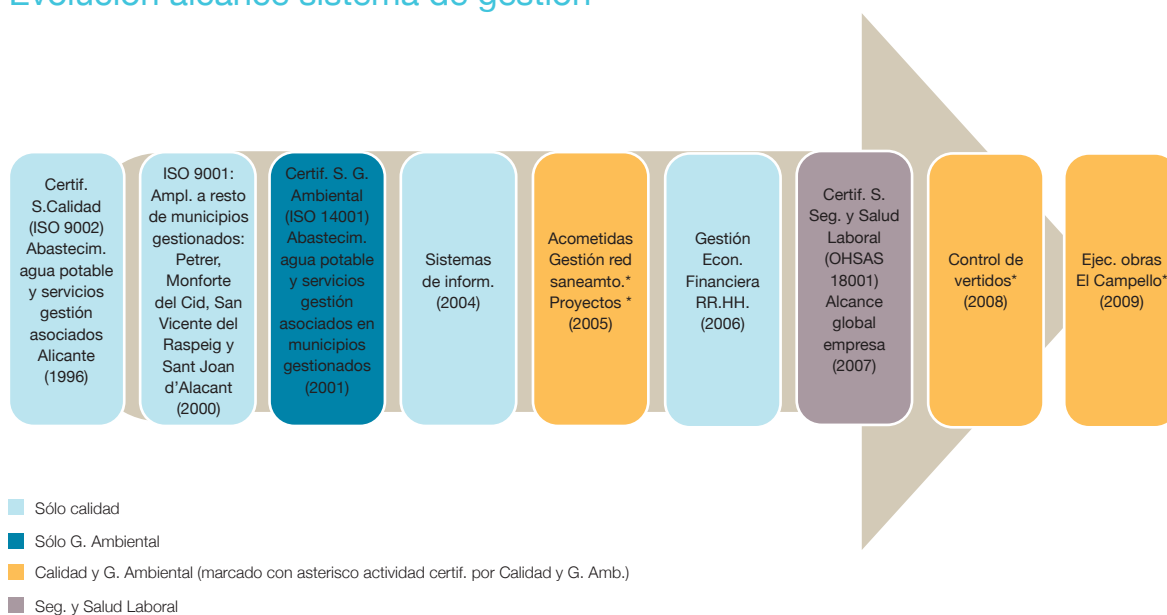 Evolución alcance sistema de gestión
Certif.
S.Calidad
(ISO 9002)
Abastecim.
agua potable
y servicios
gestión
asociados
Alicante
(1996)
ISO 9001:
Ampl. a resto
de municipios
gestionados:
Petrer,
Monforte
del Cid, San
Vicente del
Raspeig y
Sant Joan
d'Alacant
(2000)
Certif. S. G.
Ambiental
(ISO 14001)
Abastecim.
agua potable
y servicios
gestión
asociados en
municipios
gestionados
(2001)
Sistemas
de inform.
(2004)
Acometidas
Gestión red
saneamto.*
Proyectos *
(2005)
Gestión
Econ.
Financiera
RR.HH.
(2006)
Certif. S.
Seg. y Salud
Laboral
(OHSAS
18001)
Alcance
global
empresa
(2007)
Control de
vertidos*
(2008)
Ejec. obras
El Campello*
(2009)
Sólo calidad
Sólo G. Ambiental
Calidad y G. Ambiental (marcado con asterisco actividad certif. por Calidad y G. Amb.)
Seg. y Salud Laboral